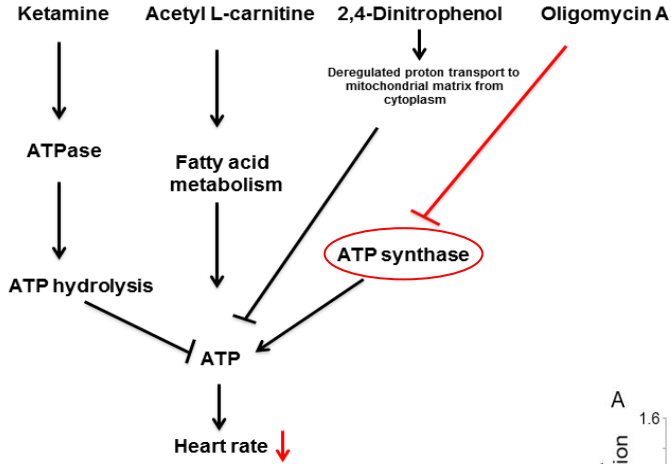 Ketamine
Acetyl L-carnitine
2,4-Dinitrophenol
Oligomycin A
Deregulated proton transport to
mitochondrial matrix from
cytoplasm
ATPase
Fatty acid
metabolism
ATP synthase
ATP hydrolysis
ATP
Heart rate
A
1.6